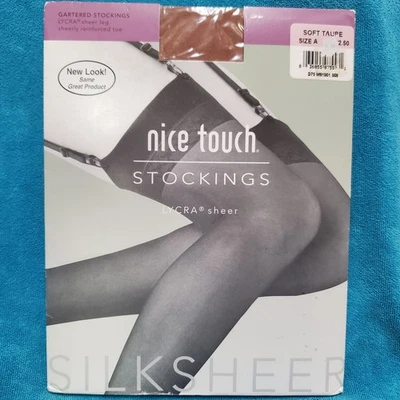 GARTERED STOCKINGS
LYCRA® sheer leg
sheerly reinforced toe
SOFT TAUPE
SIZE A 2.50
New Look!
Same
Great Product
nice touch.
STOCKINGS
LYCRA® sheer
SILKSHEER